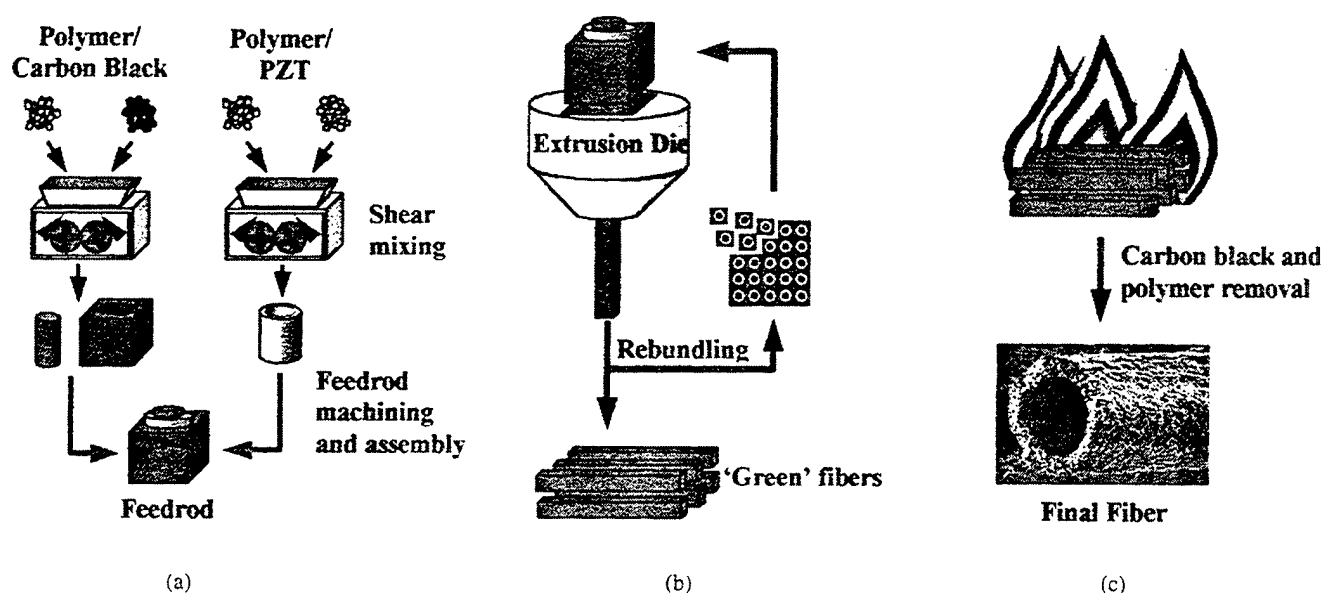 Polymer/
Carbon Black
Polymer/
PZT
Shear
mixing
Feedrod
machining
and assembly
Feedrod
(a)
Extrusion Die
Rebundling
'Green' fibers
(b)
Carbon black and
polymer removal
Final Fiber
(c)